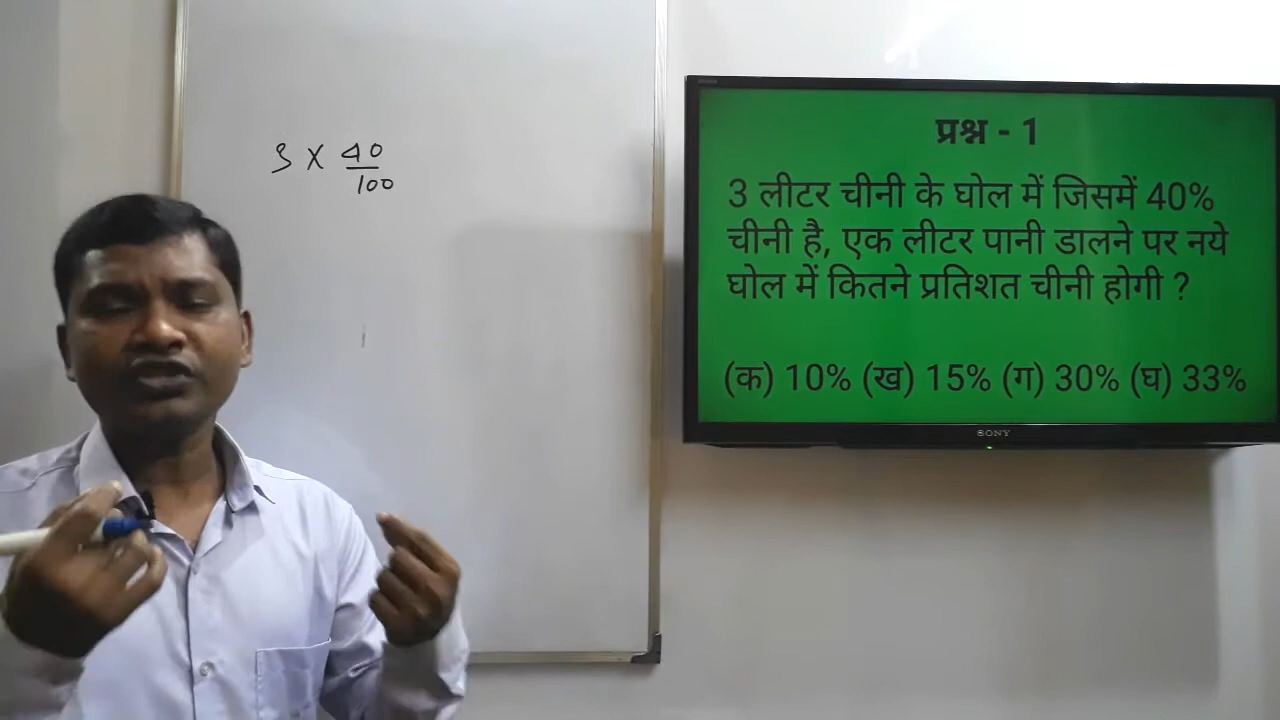 3 X 40
100
प्रश्न - 1
3 लीटर चीनी के घोल में जिसमें 40%
चीनी है, एक लीटर पानी डालने पर नये
घोल में कितने प्रतिशत चीनी होगी ?
(क) 10% (ख) 15% (ग) 30% (घ) 33%
SONY